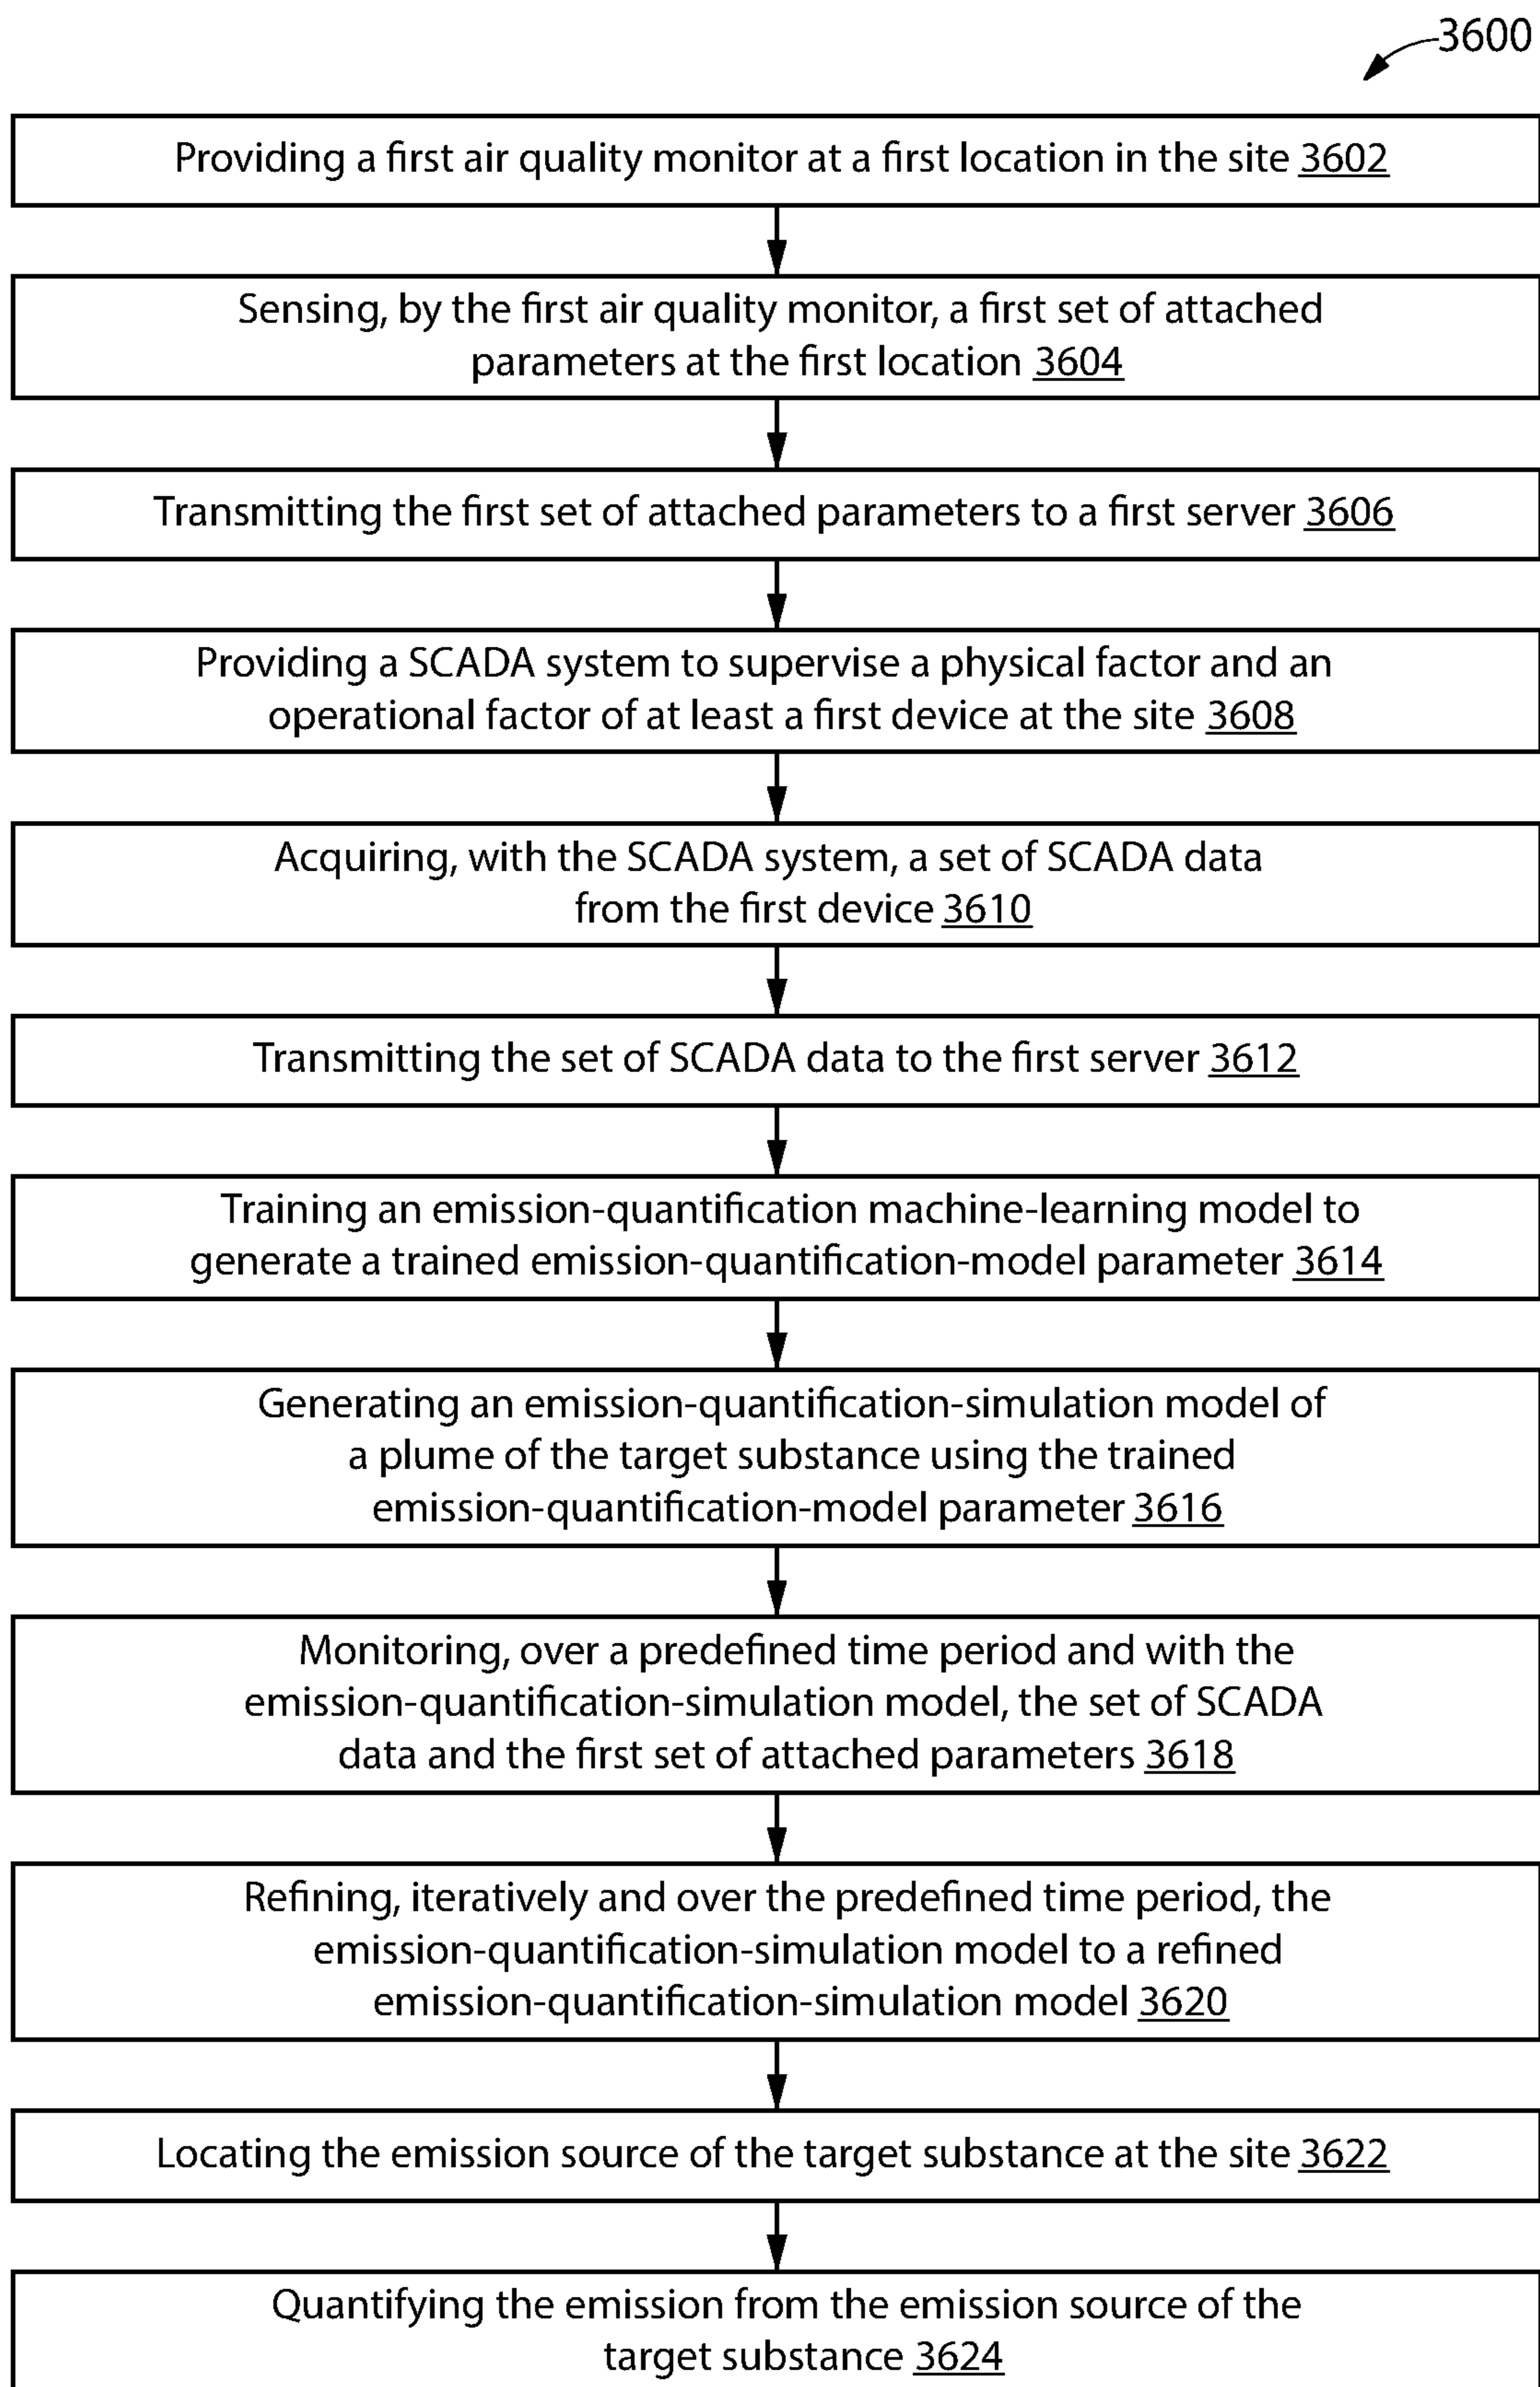 3600
Providing a first air quality monitor at a first location in the site 3602
Sensing, by the first air quality monitor, a first set of attached
parameters at the first location 3604
Transmitting the first set of attached parameters to a first server 3606
Providing a SCADA system to supervise a physical factor and an
operational factor of at least a first device at the site 3608
Acquiring, with the SCADA system, a set of SCADA data
from the first device 3610
Transmitting the set of SCADA data to the first server 3612
Training an emission-quantification machine-learning model to
generate a trained emission-quantification-model parameter 3614
Generating an emission-quantification-simulation model of
a plume of the target substance using the trained
emission-quantification-model parameter 3616
Monitoring, over a predefined time period and with the
emission-quantification-simulation model, the set of SCADA
data and the first set of attached parameters 3618
Refining, iteratively and over the predefined time period, the
emission-quantification-simulation model to a refined
emission-quantification-simulation model 3620
Locating the emission source of the target substance at the site 3622
Quantifying the emission from the emission source of the
target substance 3624